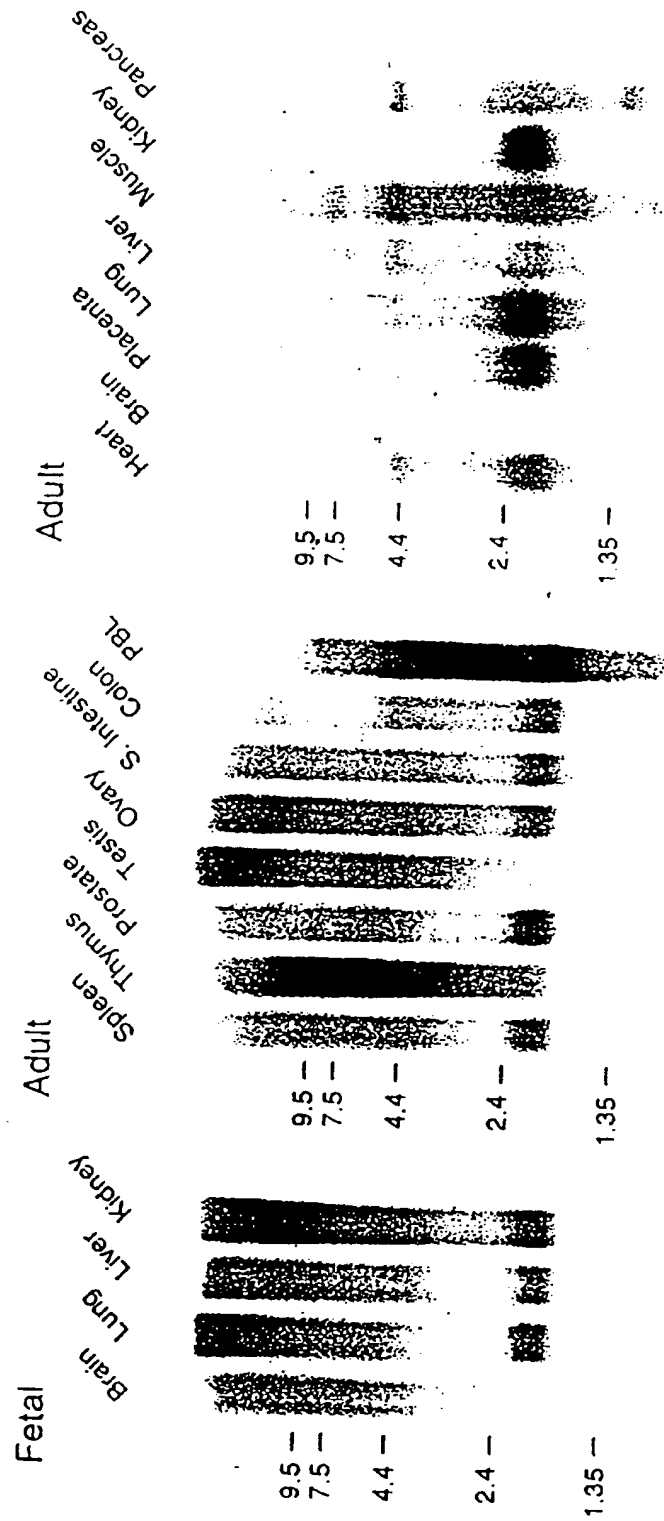 Fetal
Brain
Lung
Liver
Kidney
9.5
7.5
4.4
2.4
1.35
Adult
Spleen
Thymus
Prostate
Testis
Ovary
S. Intestine
Colon
PBL
9.5
7.5
4.4
2.4
1.35
Adult
Heart
Brain
Placenta
Lung
Liver
Muscle
Kidney
Pancreas
9.5
7.5
4.4
2.4
1.35